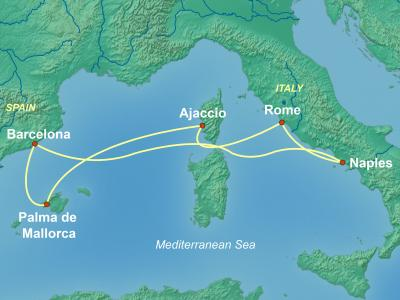 ITALY
SPAIN
Ajaccio
Rome
Barcelona
Naples
Palma de
Mallorca
Mediterranean Sea